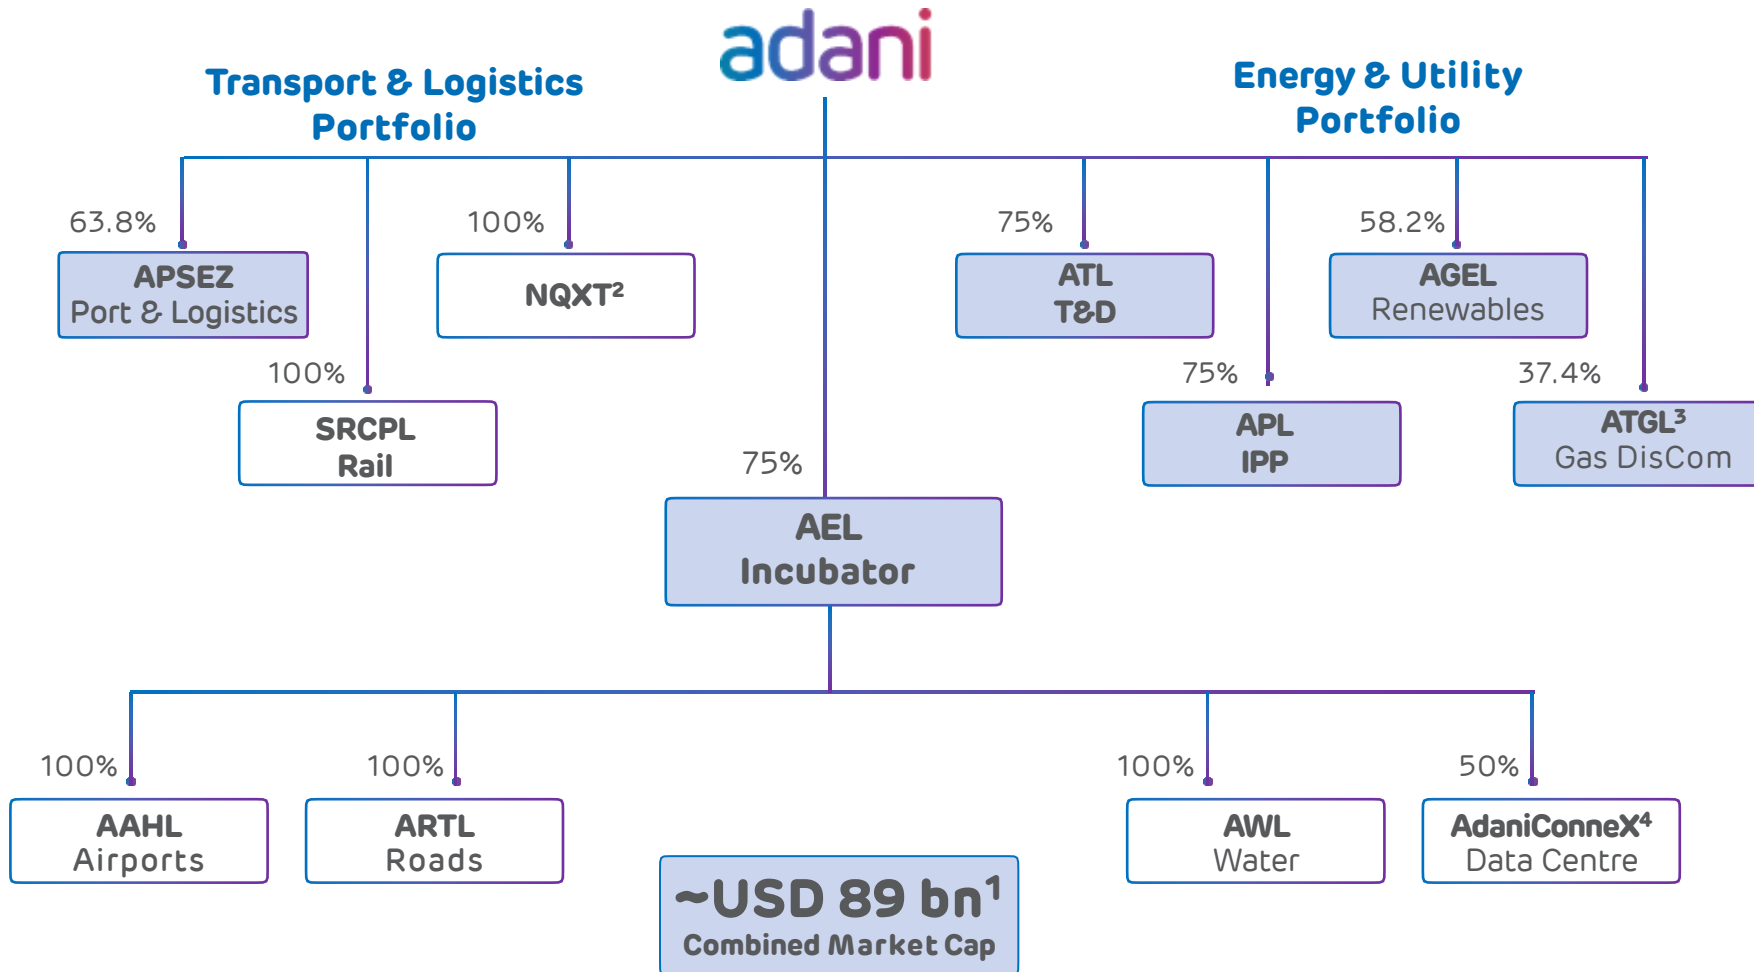 adani
Transport & Logistics
Portfolio
Energy & Utility
Portfolio
63.8%
APSEZ
Port & Logistics
100%
SRCPL
Rail
100%
NQXT²
75%
AEL
Incubator
75%
ATL
T&D
75%
APL
IPP
58.2%
AGEL
Renewables
37.4%
ATGL³
Gas DisCom
100%
AAHL
Airports
100%
ARTL
Roads
100%
AWL
Water
50%
AdaniConneX⁴
Data Centre
~USD 89 bn¹
Combined Market Cap